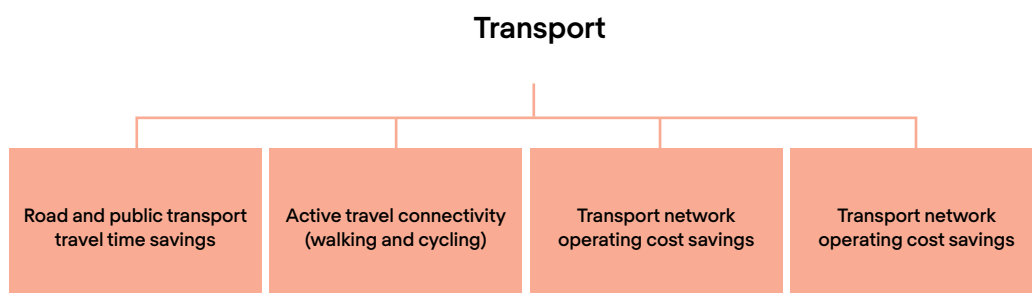 Transport
Road and public transport
travel time savings
Active travel connectivity
(walking and cycling)
Transport network
operating cost savings
Transport network
operating cost savings